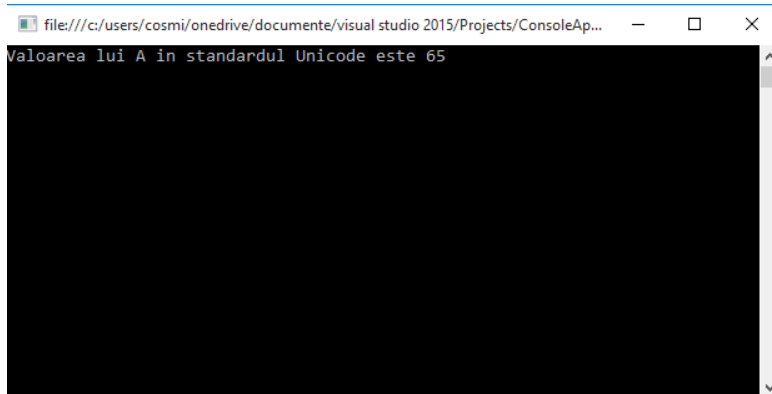 file:///c:/users/cosmi/onedrive/documente/visual studio 2015/Projects/ConsoleAp...
Valoarea lui A in standardul Unicode este 65